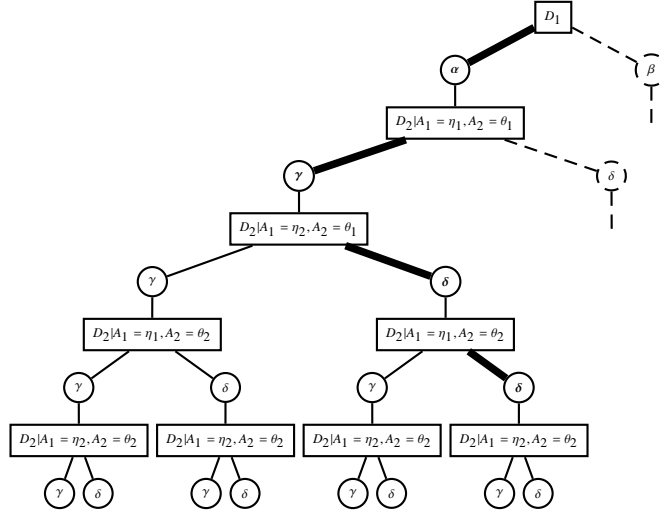 D₁
α β
D₂|A₁ = η₁, A₂ = θ₁
γ δ
D₂|A₁ = η₂, A₂ = θ₁
γ δ
D₂|A₁ = η₁, A₂ = θ₂ D₂|A₁ = η₁, A₂ = θ₂
γ δ γ δ
D₂|A₁ = η₂, A₂ = θ₂ D₂|A₁ = η₂, A₂ = θ₂ D₂|A₁ = η₂, A₂ = θ₂ D₂|A₁ = η₂, A₂ = θ₂
γ δ γ δ γ δ γ δ